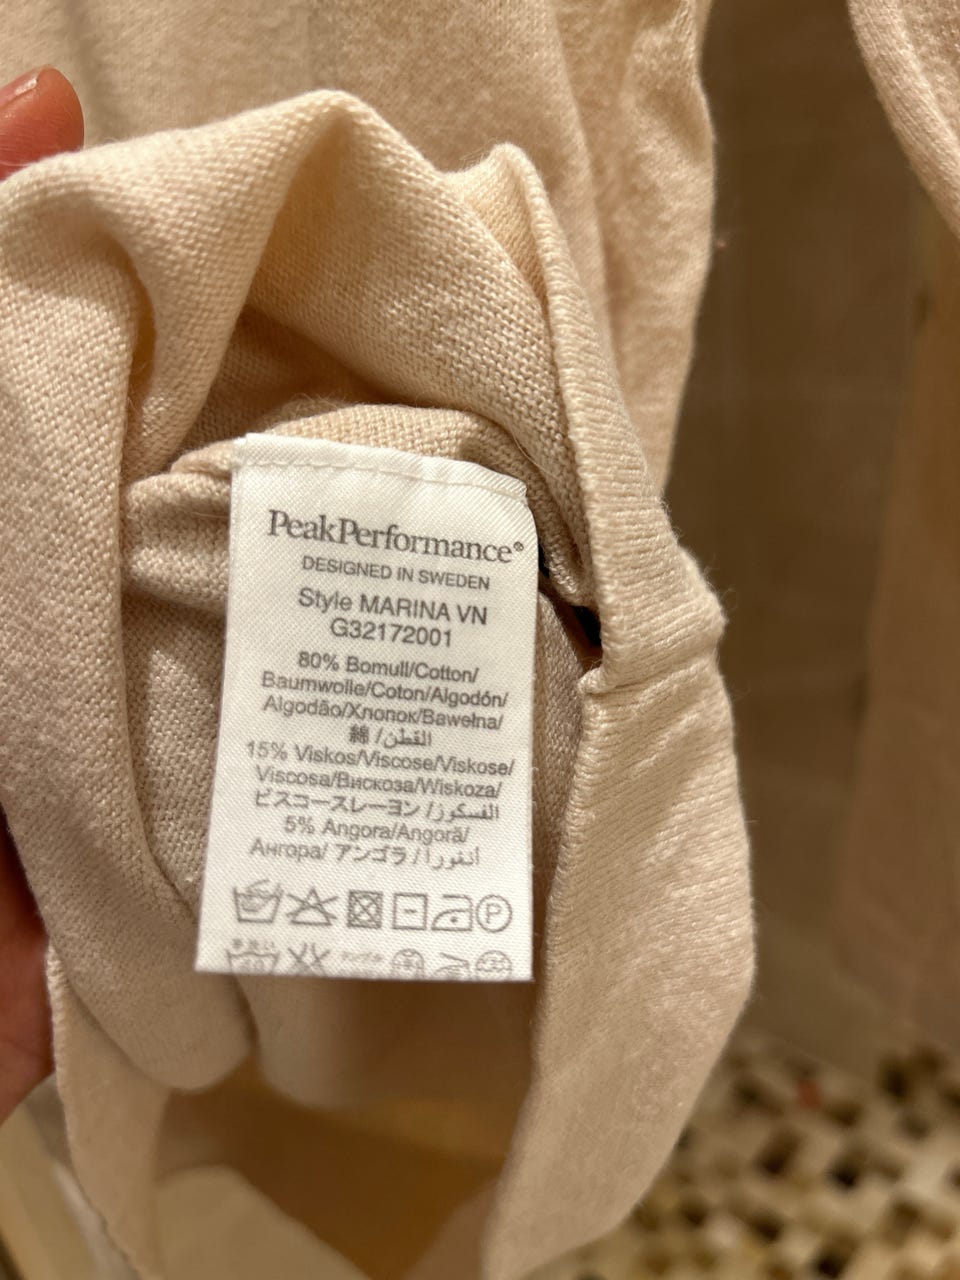 PeakPerformance®
DESIGNED IN SWEDEN
Style MARINA VN
G32172001
80% Bomull/Cotton/
Baumwolle/Coton/Algodón/
Algodão/Хлопок/Bawełna/
綿 /القطن/
15% Viskos/Viscose/Viskose/
Viscosa/Вискоза/Wiskoza/
ビスコースレーヨン /الفسكوز/
5% Angora/Angorá/
Ангора/ アンゴラ /أنغورا/
P